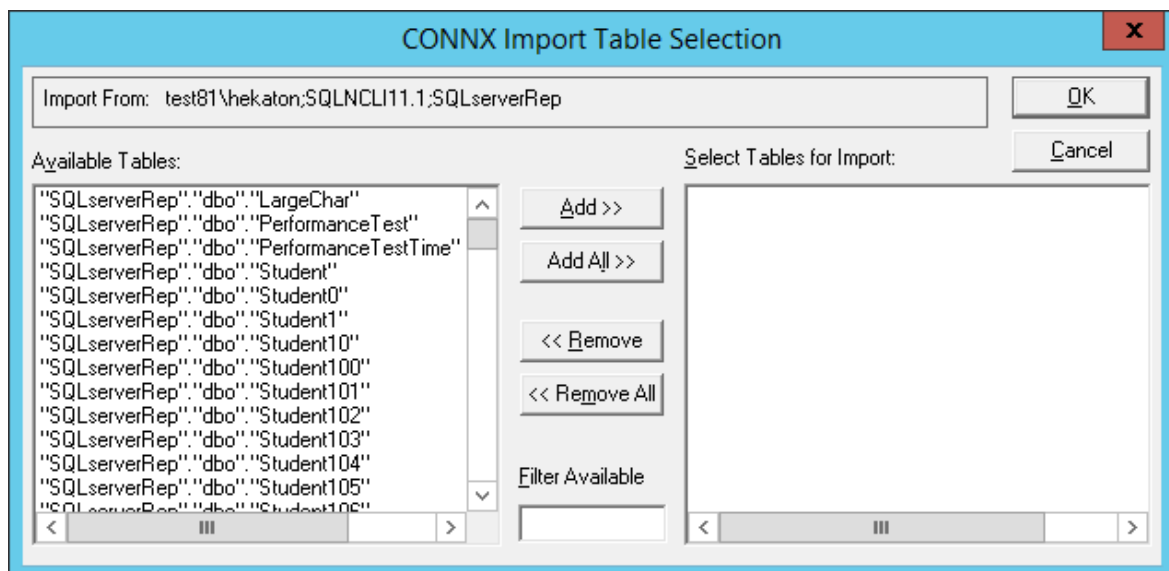 CONNX Import Table Selection
x
Import From: test81\hekaton;SQLNCLI11.1;SQLserverRep
OK
Cancel
Available Tables:
Select Tables for Import:
"SQLserverRep"."dbo"."LargeChar"
"SQLserverRep"."dbo"."PerformanceTest"
"SQLserverRep"."dbo"."PerformanceTestTime"
"SQLserverRep"."dbo"."Student"
"SQLserverRep"."dbo"."Student0"
"SQLserverRep"."dbo"."Student1"
"SQLserverRep"."dbo"."Student10"
"SQLserverRep"."dbo"."Student100"
"SQLserverRep"."dbo"."Student101"
"SQLserverRep"."dbo"."Student102"
"SQLserverRep"."dbo"."Student103"
"SQLserverRep"."dbo"."Student104"
"SQLserverRep"."dbo"."Student105"
"SQLserverRep"."dbo"."Student106"
Add >>
Add All >>
<< Remove
<< Remove All
Filter Available